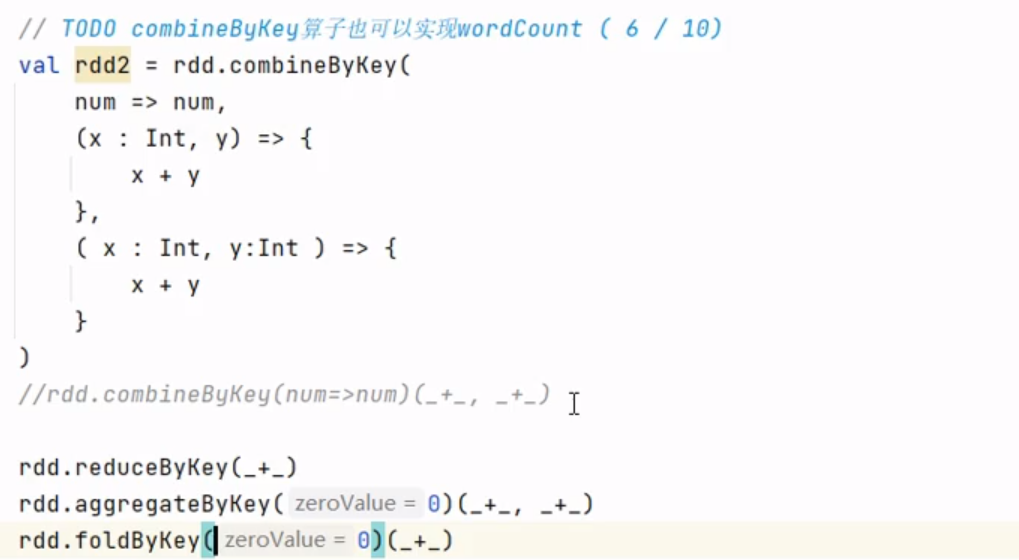 // TODO combineByKey算子也可以实现wordCount ( 6 / 10)
val rdd2 = rdd.combineByKey(
num => num,
(x : Int, y) => {
x + y
},
( x : Int, y:Int ) => {
x + y
}
)
//rdd.combineByKey(num=>num)(_+_, _+_)
rdd.reduceByKey(_+_)
rdd.aggregateByKey( zeroValue = 0)(_+_, _+_)
rdd.foldByKey( zeroValue = 0)(_+_)